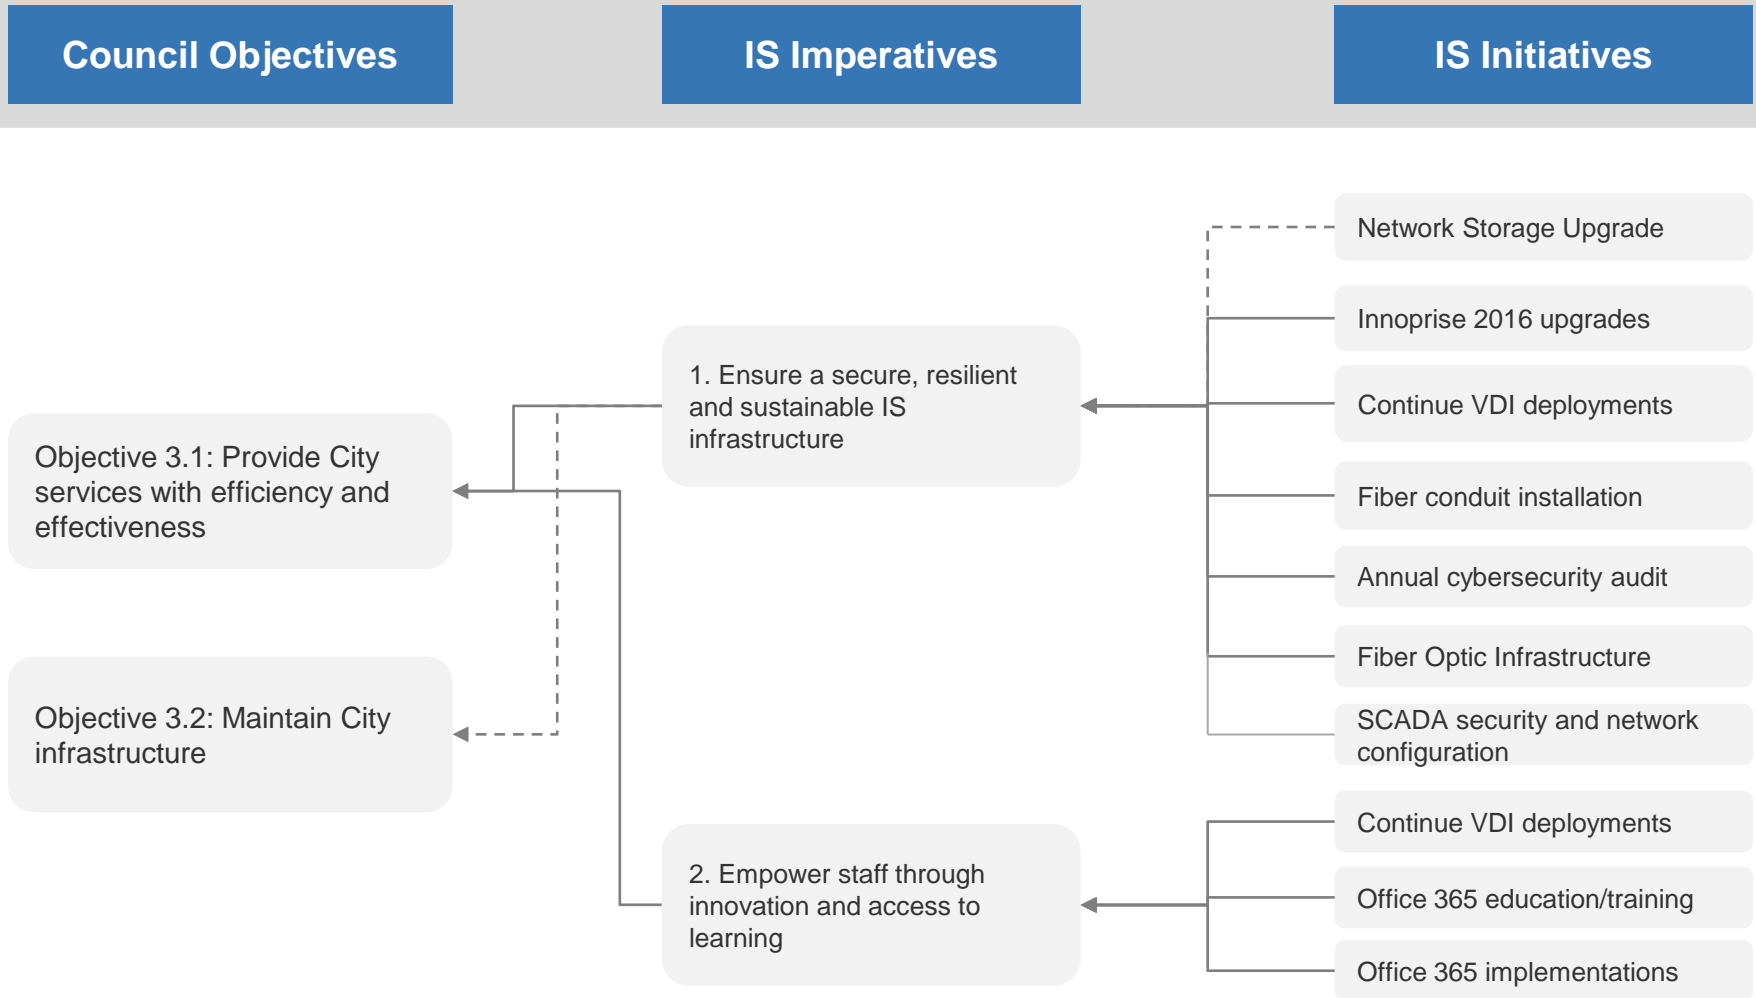 Council Objectives
IS Imperatives
IS Initiatives
Objective 3.1: Provide City
services with efficiency and
effectiveness
Objective 3.2: Maintain City
infrastructure
1. Ensure a secure, resilient
and sustainable IS
infrastructure
2. Empower staff through
innovation and access to
learning
Network Storage Upgrade
Innoprise 2016 upgrades
Continue VDI deployments
Fiber conduit installation
Annual cybersecurity audit
Fiber Optic Infrastructure
SCADA security and network
configuration
Continue VDI deployments
Office 365 education/training
Office 365 implementations